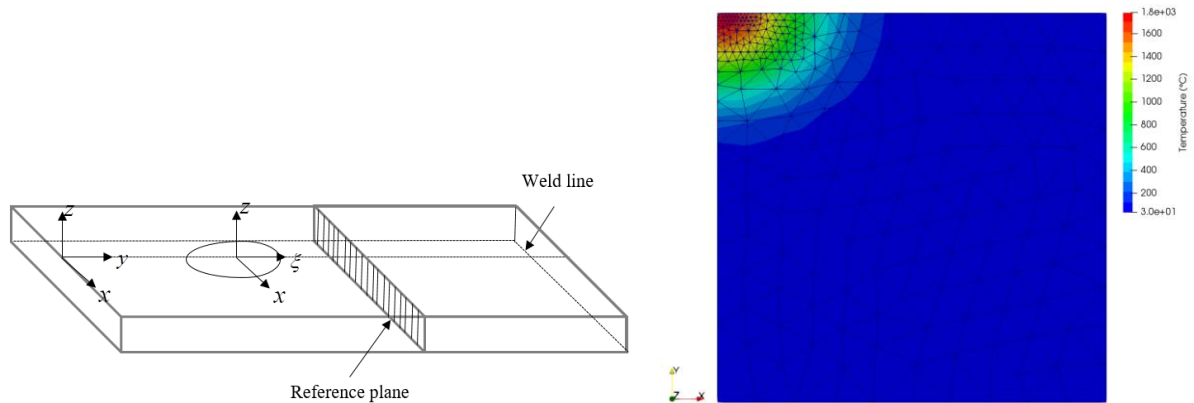 Weld line
z
z
y
ξ
x
x
Reference plane
1.8e+03
1600
1400
1200
1000
800
600
400
200
3.0e+01
Temperature (°C)
Y
Z
X